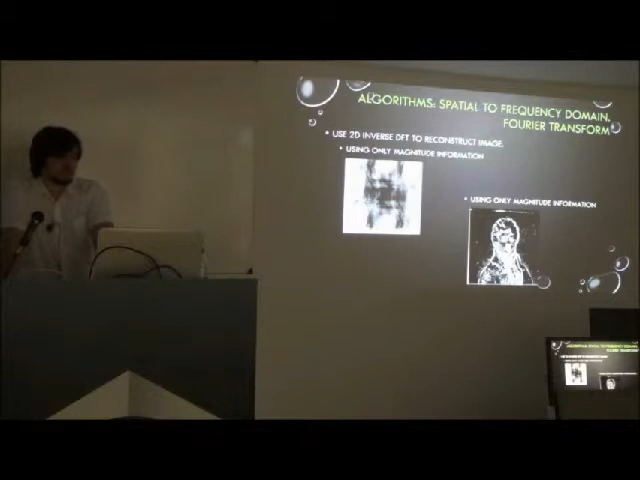 ALGORITHMS: SPATIAL TO FREQUENCY DOMAIN.
FOURIER TRANSFORM
• USE 2D INVERSE DFT TO RECONSTRUCT IMAGE.
• USING ONLY MAGNITUDE INFORMATION
• USING ONLY MAGNITUDE INFORMATION